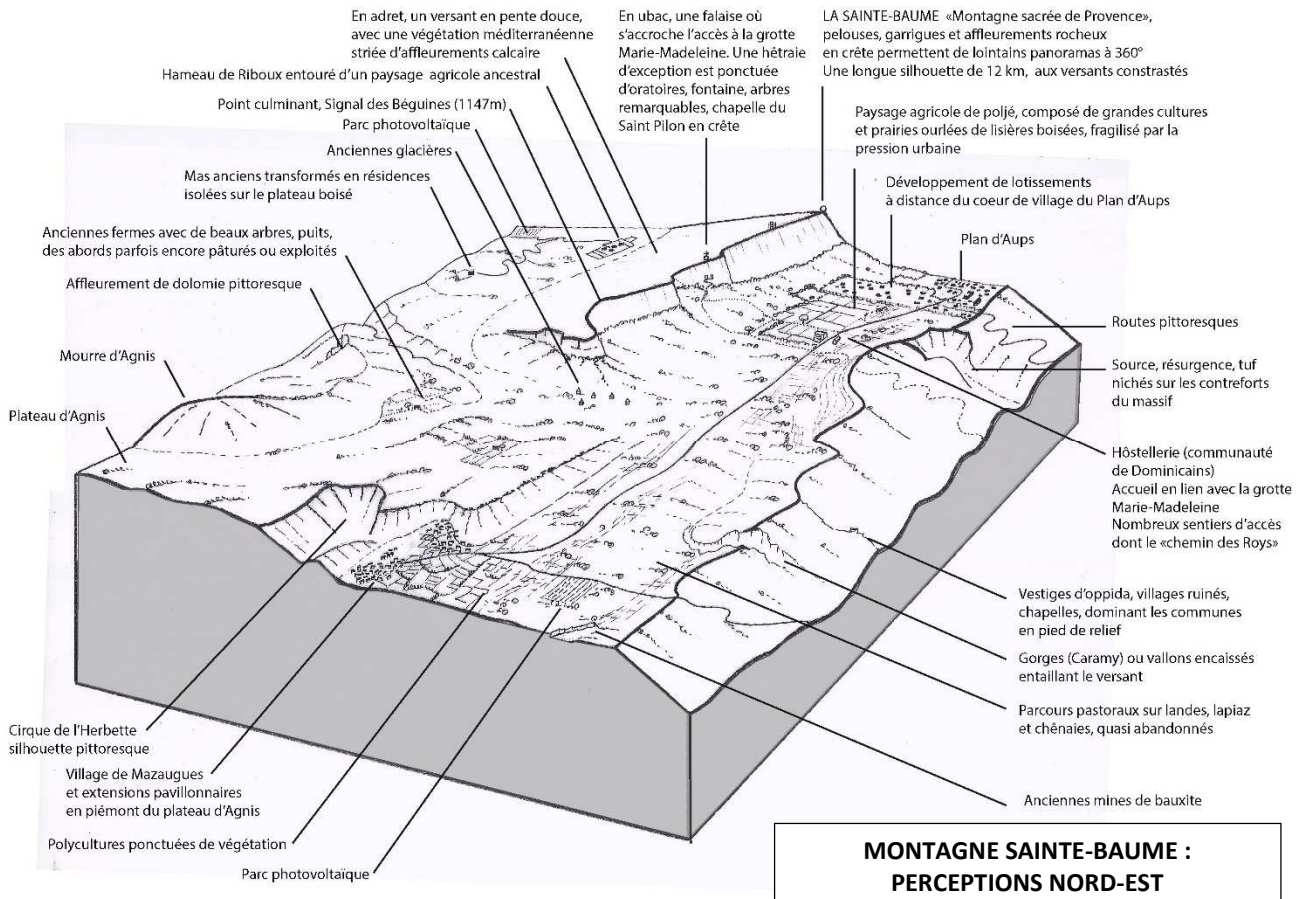 En adret, un versant en pente douce,
avec une végétation méditerranéenne
striée d'affleurements calcaire
Hameau de Riboux entouré d'un paysage agricole ancestral
Point culminant, Signal des Béguines (1147m)
Parc photovoltaïque
Anciennes glacières
Mas anciens transformés en résidences
isolées sur le plateau boisé
Anciennes fermes avec de beaux arbres, puits,
des abords parfois encore pâturés ou exploités
Affleurement de dolomie pittoresque
Mourre d'Agnis
Plateau d'Agnis
En ubac, une falaise où
s'accroche l'accès à la grotte
Marie-Madeleine. Une hêtraie
d'exception est ponctuée
d'oratoires, fontaine, arbres
remarquables, chapelle du
Saint Pilon en crête
LA SAINTE-BAUME «Montagne sacrée de Provence»,
pelouses, garrigues et affleurements rocheux
en crête permettent de lointains panoramas à 360°
Une longue silhouette de 12 km, aux versants constrastés
Paysage agricole de poljé, composé de grandes cultures
et prairies ourlées de lisières boisées, fragilisé par la
pression urbaine
Développement de lotissements
à distance du coeur de village du Plan d'Aups
Plan d'Aups
Routes pittoresques
Source, résurgence, tuf
nichés sur les contreforts
du massif
Hôstellerie (communauté
de Dominicains)
Accueil en lien avec la grotte
Marie-Madeleine
Nombreux sentiers d'accès
dont le «chemin des Roys»
Vestiges d'oppida, villages ruinés,
chapelles, dominant les communes
en pied de relief
Gorges (Caramy) ou vallons encaissés
entaillant le versant
Parcours pastoraux sur landes, lapiaz
et chênaies, quasi abandonnés
Anciennes mines de bauxite
Cirque de l'Herbette
silhouette pittoresque
Village de Mazaugues
et extensions pavillonnaires
en piémont du plateau d'Agnis
Polycultures ponctuées de végétation
Parc photovoltaïque
MONTAGNE SAINTE-BAUME :
PERCEPTIONS NORD-EST